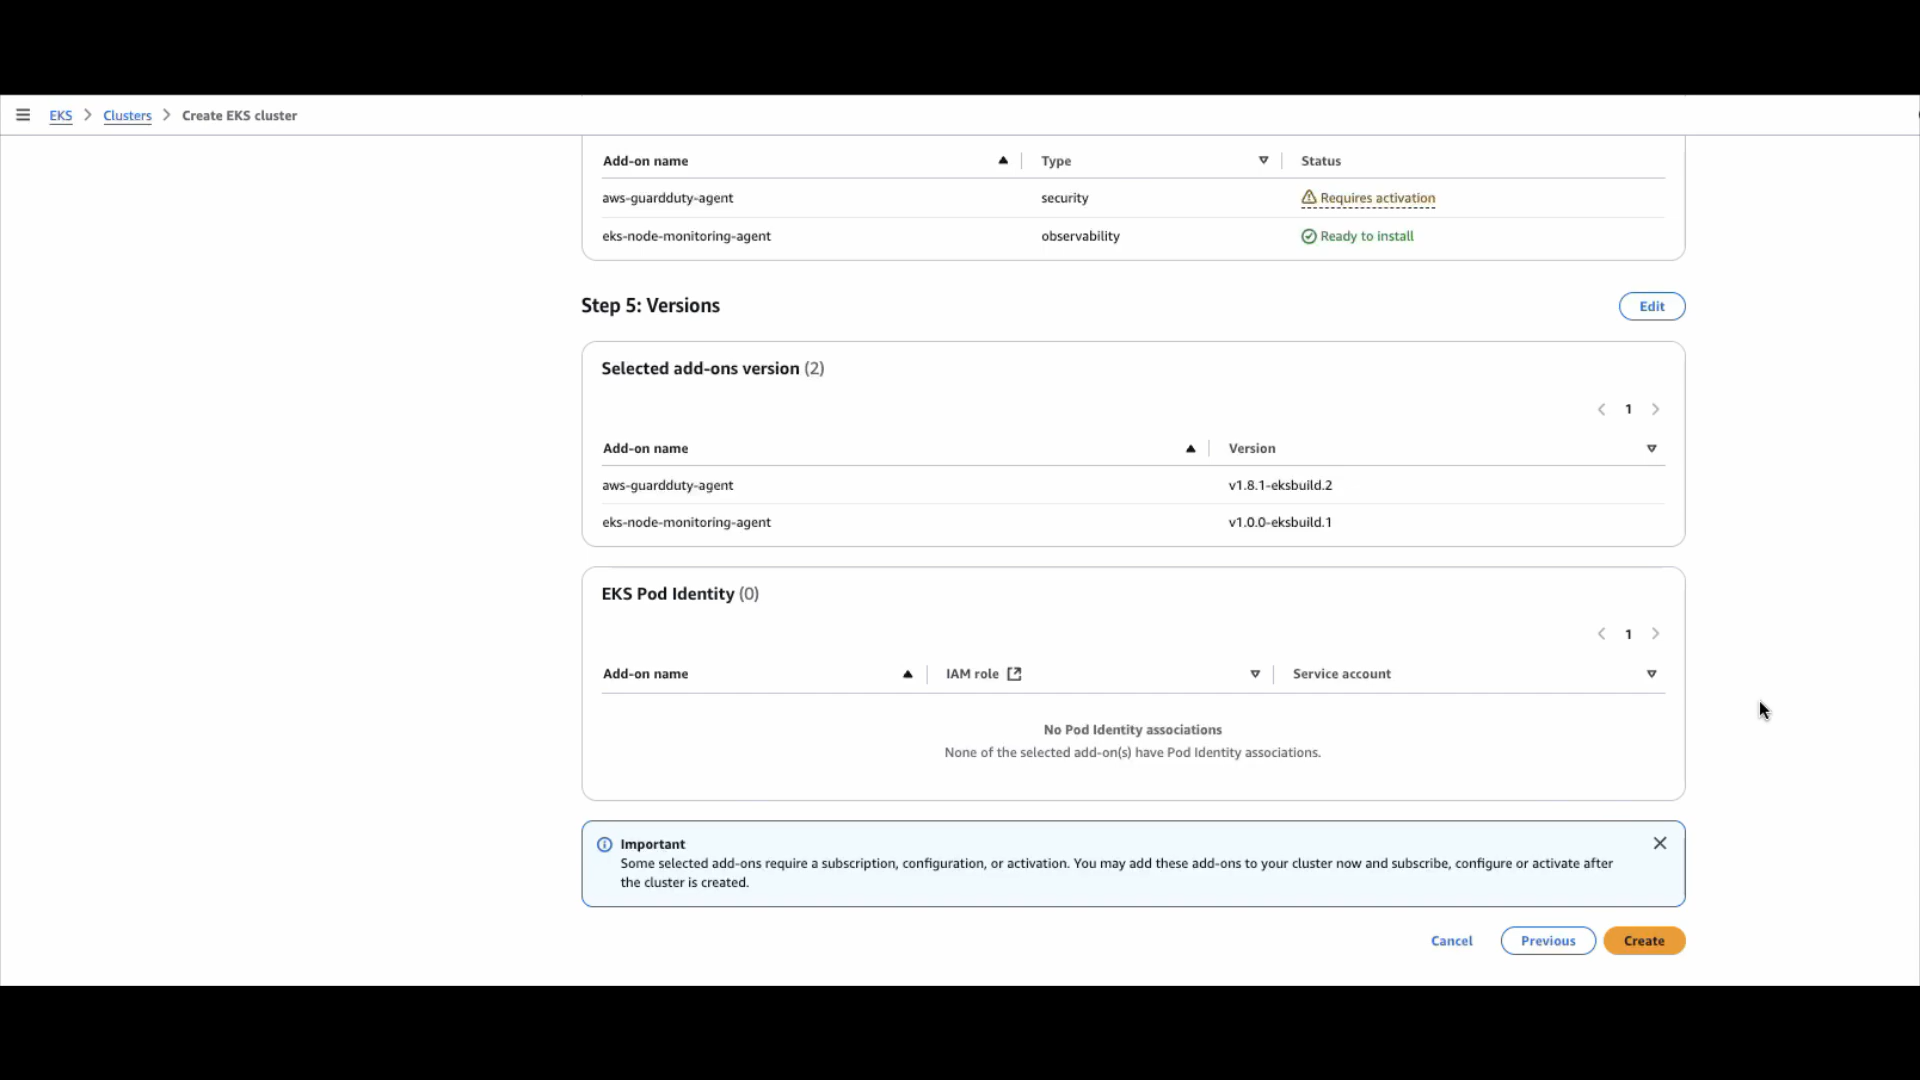 EKS > Clusters > Create EKS cluster
Add-on name Type Status
aws-guardduty-agent security Requires activation
eks-node-monitoring-agent observability Ready to install
Step 5: Versions Edit
Selected add-ons version (2)
1
Add-on name Version
aws-guardduty-agent v1.8.1-eksbuild.2
eks-node-monitoring-agent v1.0.0-eksbuild.1
EKS Pod Identity (0)
1
Add-on name IAM role Service account
No Pod Identity associations
None of the selected add-on(s) have Pod Identity associations.
Important
Some selected add-ons require a subscription, configuration, or activation. You may add these add-ons to your cluster now and subscribe, configure or activate after
the cluster is created.
Cancel Previous Create